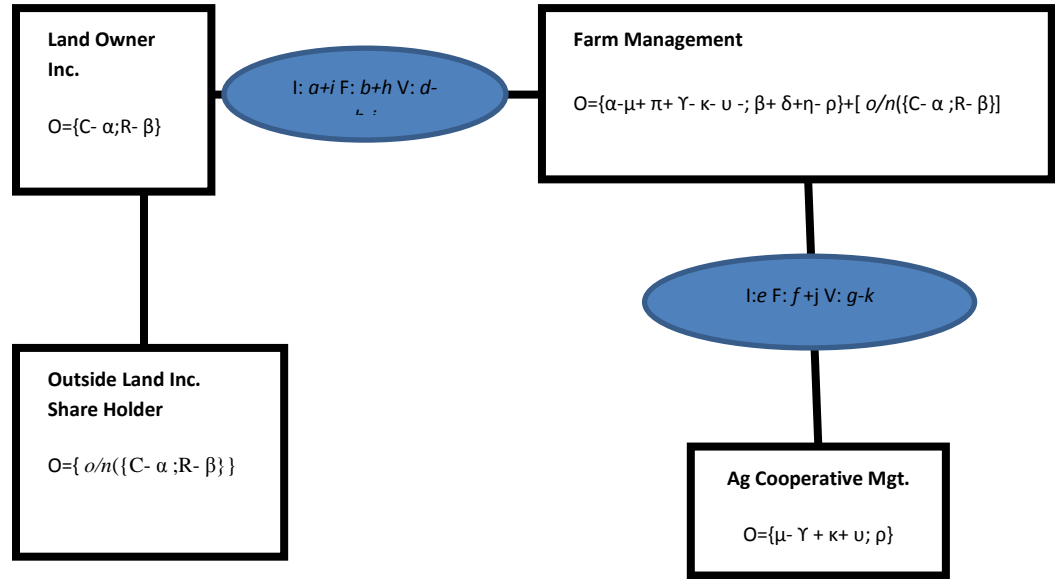 Land Owner
Inc.
O={C- α;R- β}
I: a+i F: b+h V: d-
Farm Management
O={α-μ+ π+ ϒ- κ- υ -; β+ δ+η- ρ}+[ o/n({C- α ;R- β}]
I:e F: f +j V: g-k
Outside Land Inc.
Share Holder
O={ o/n({C- α ;R- β} }
Ag Cooperative Mgt.
O={μ- ϒ + κ+ υ; ρ}